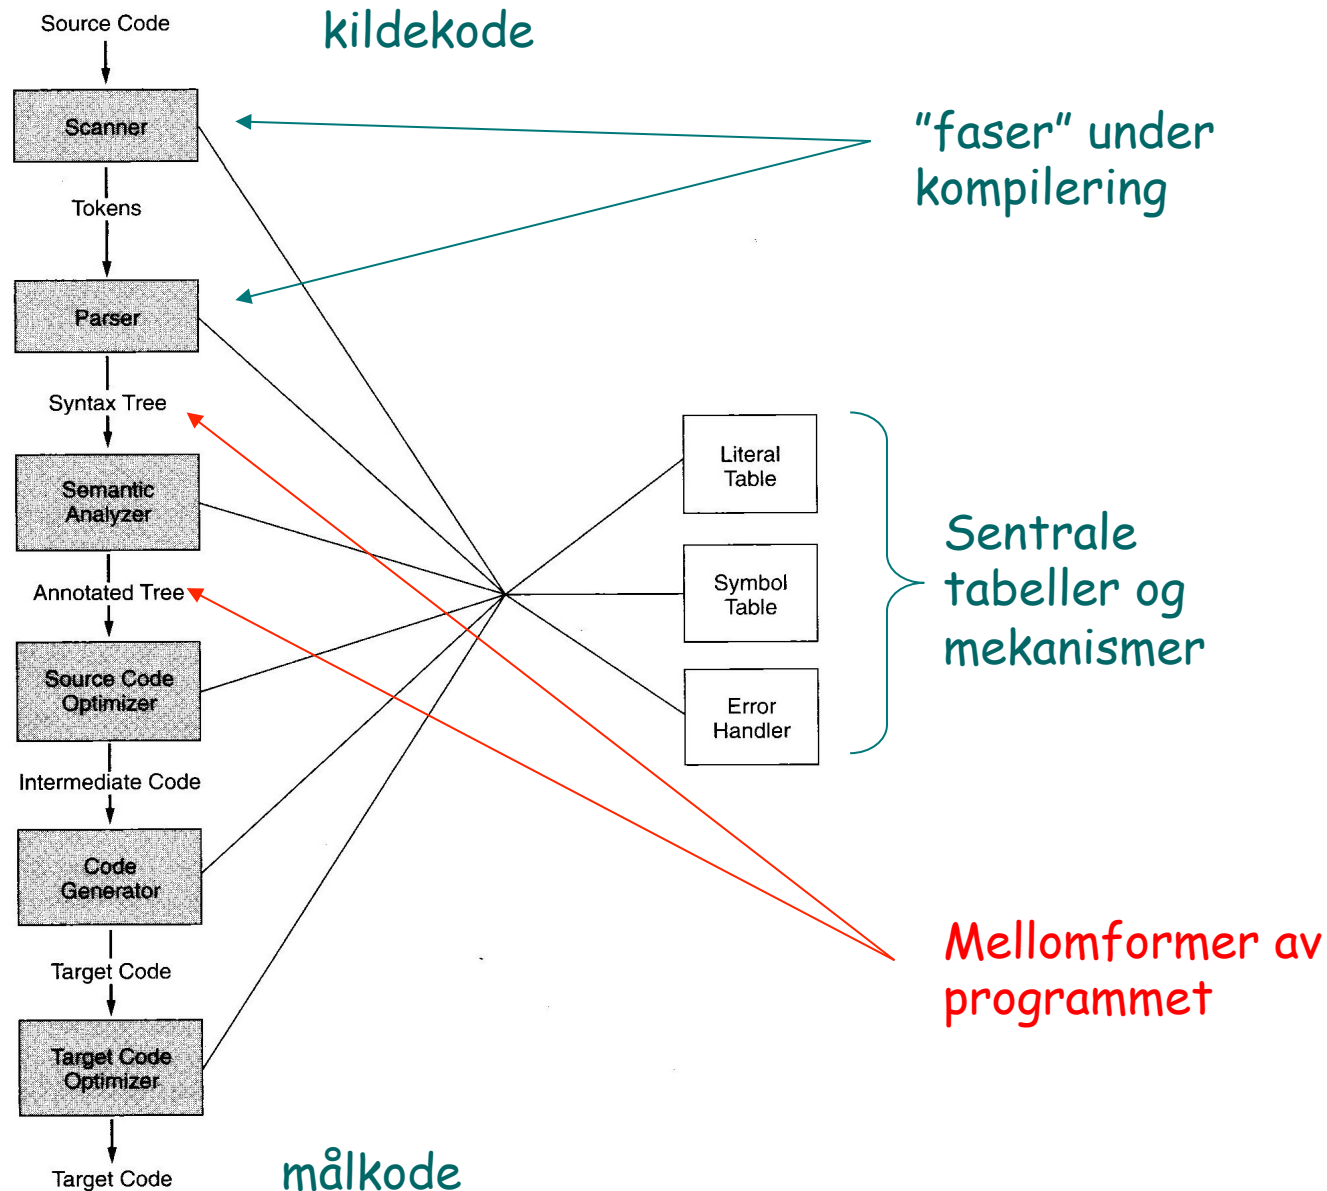 Source Code
kildekode
Scanner
"faser" under
kompilering
Tokens
Parser
Syntax Tree
Semantic
Analyzer
Literal
Table
Sentrale
tabeller og
mekanismer
Symbol
Table
Annotated Tree
Source Code
Optimizer
Error
Handler
Intermediate Code
Code
Generator
Mellomformer av
programmet
Target Code
Target Code
Optimizer
Target Code
målkode